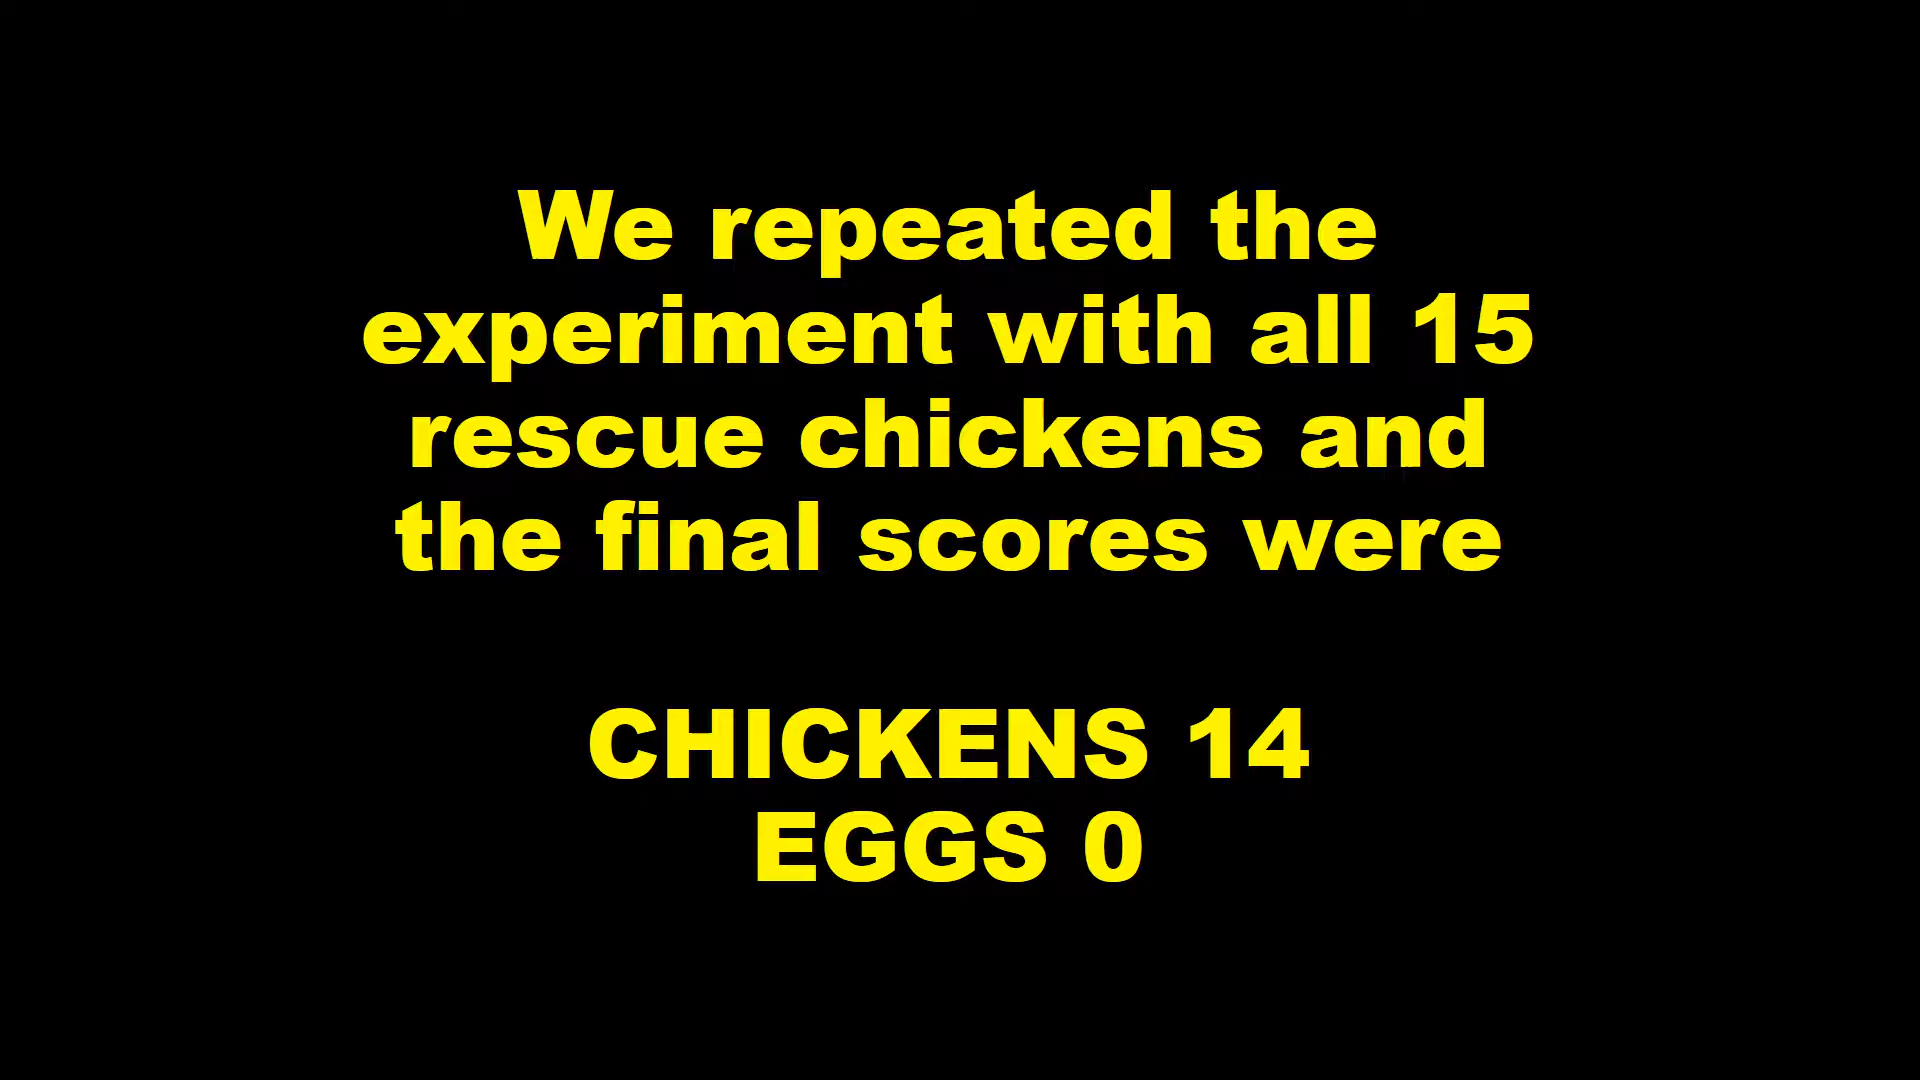 We repeated the
experiment with all 15
rescue chickens and
the final scores were
CHICKENS 14
EGGS 0